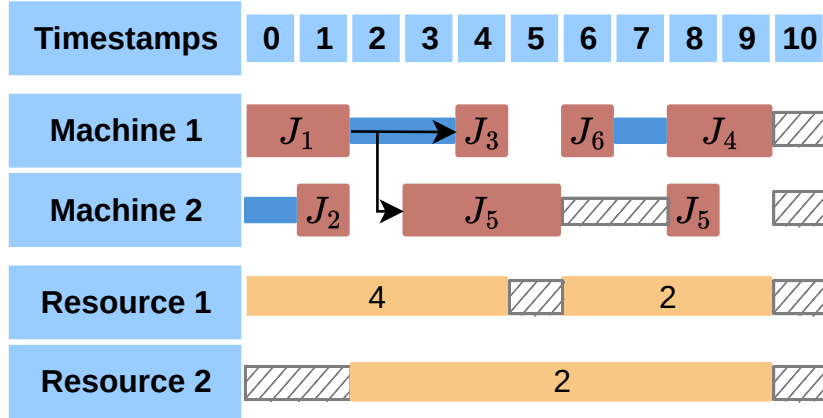 Timestamps 0 1 2 3 4 5 6 7 8 9 10
Machine 1 J₁ J₃ J₆ J₄
Machine 2 J₂ J₅ J₅
Resource 1 4 2
Resource 2 2